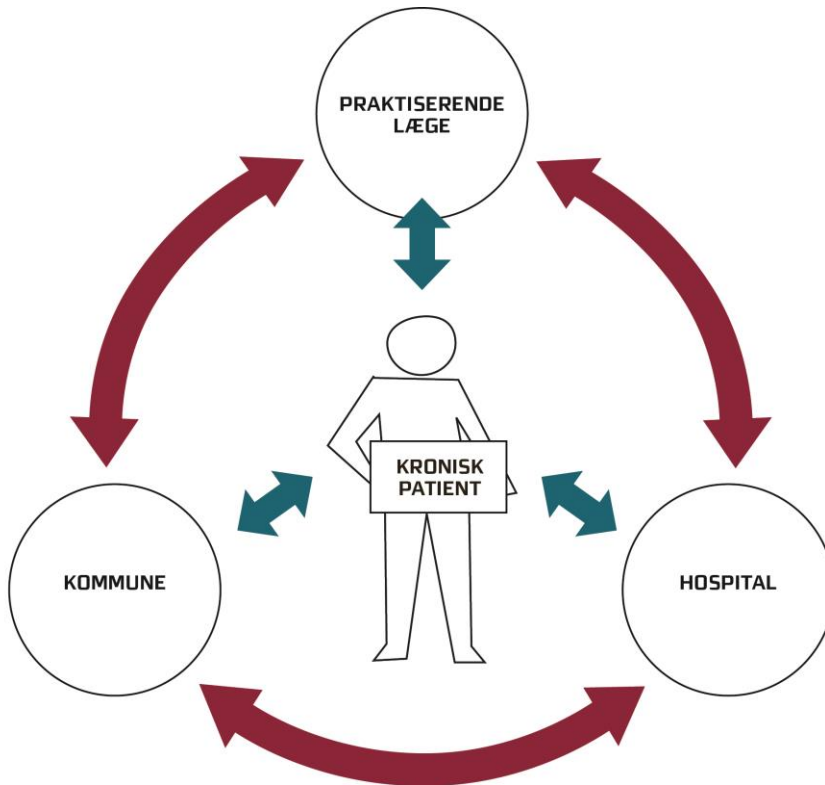 PRAKTISERENDE
LÆGE
KRONISK
PATIENT
KOMMUNE
HOSPITAL